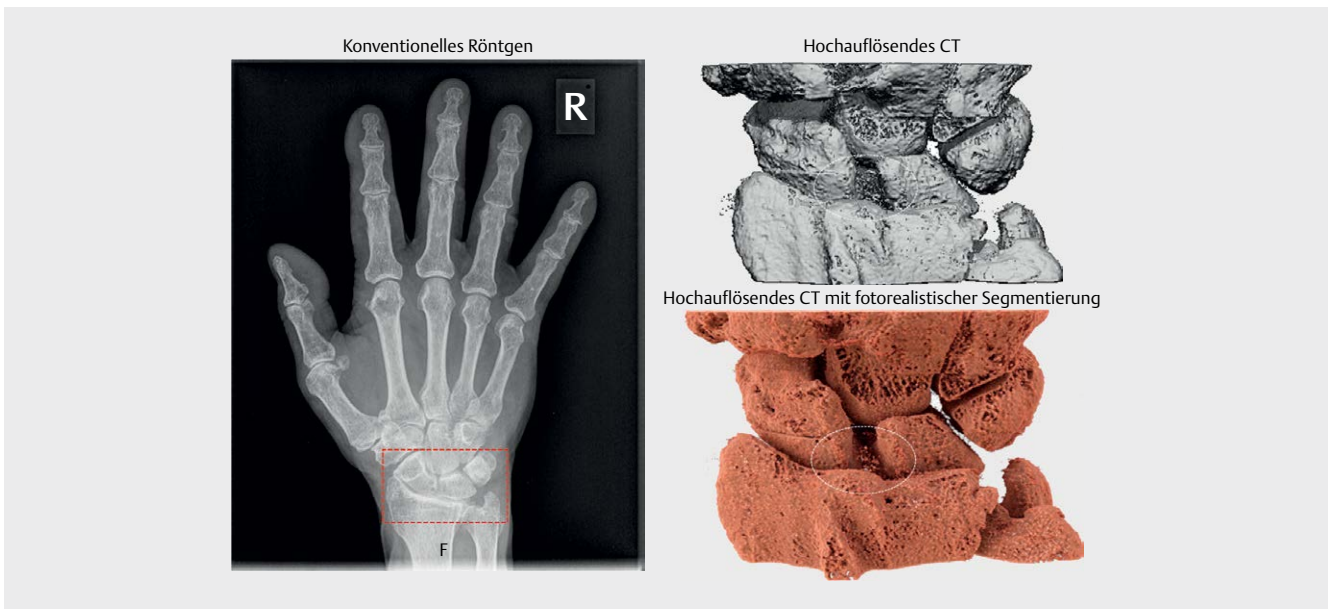 Konventionelles Röntgen
R
F
Hochauflösendes CT
Hochauflösendes CT mit fotorealistischer Segmentierung